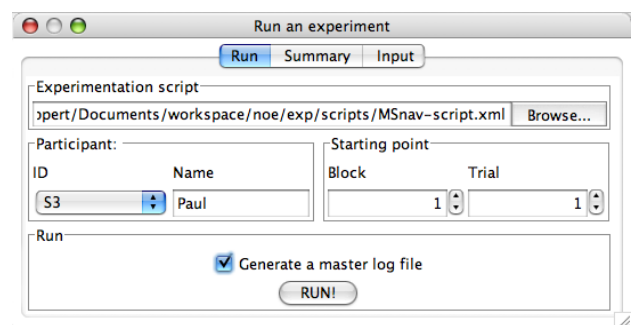 Run an experiment
Run Summary Input
Experimentation script
/Documents/workspace/noe/exp/scripts/MSnav-script.xml Browse...
Participant: Starting point
ID Name Block Trial
S3 Paul 1 1
Run
Generate a master log file
RUN!